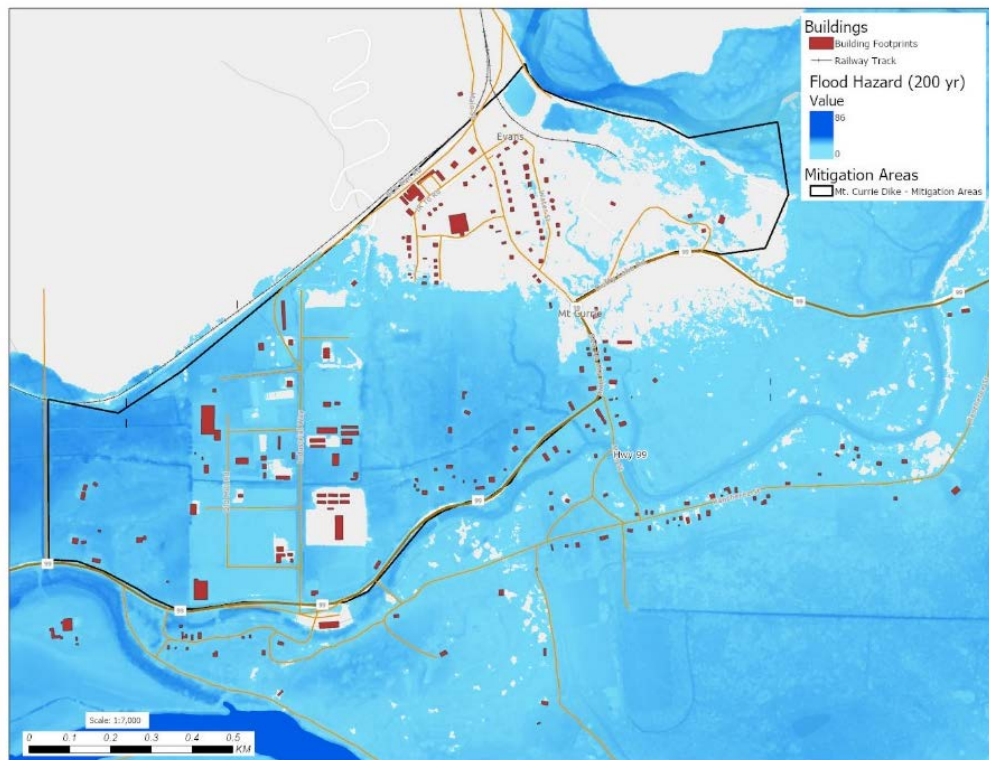 Buildings
Building Footprints
Railway Track
Flood Hazard (200 yr)
Value
86
0
Mitigation Areas
Mt. Currie Dike - Mitigation Areas
Evans
99
99
99
Mt Currie
Hwy 99
99
99
99
99
Scale: 1:7,000
0 0.1 0.2 0.3 0.4 0.5
KM